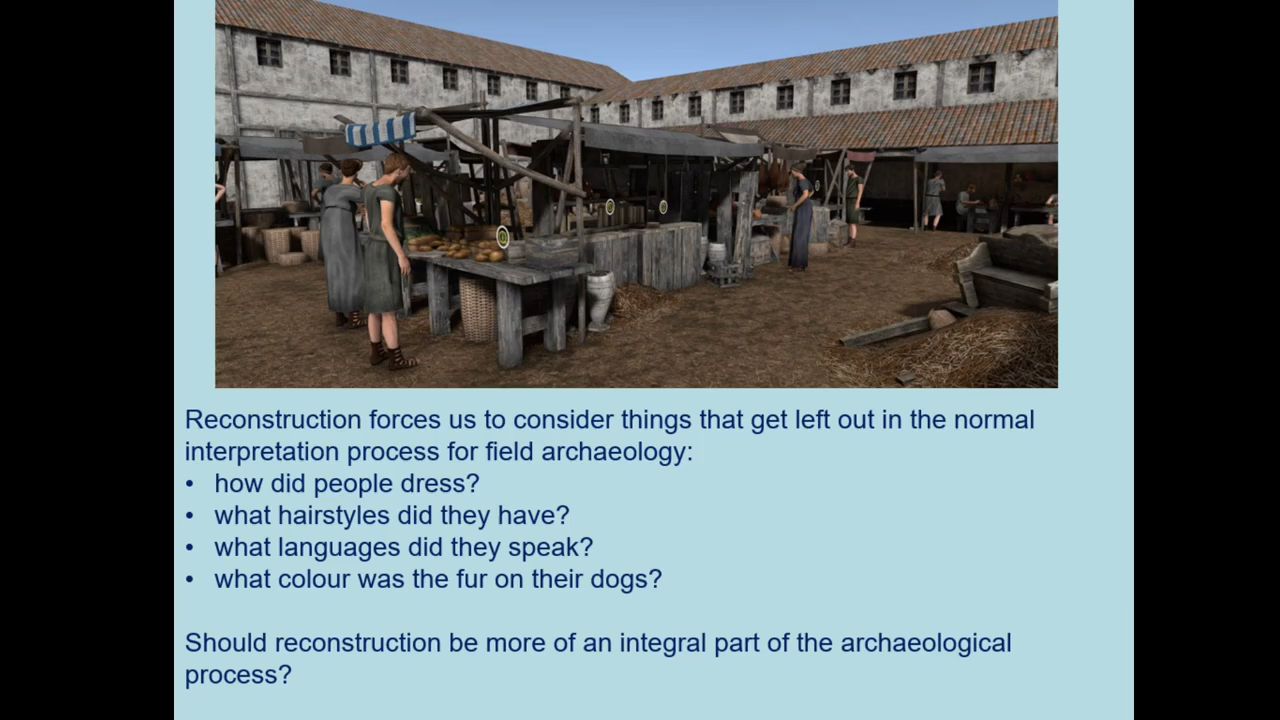 Reconstruction forces us to consider things that get left out in the normal
interpretation process for field archaeology:
• how did people dress?
• what hairstyles did they have?
• what languages did they speak?
• what colour was the fur on their dogs?
Should reconstruction be more of an integral part of the archaeological
process?